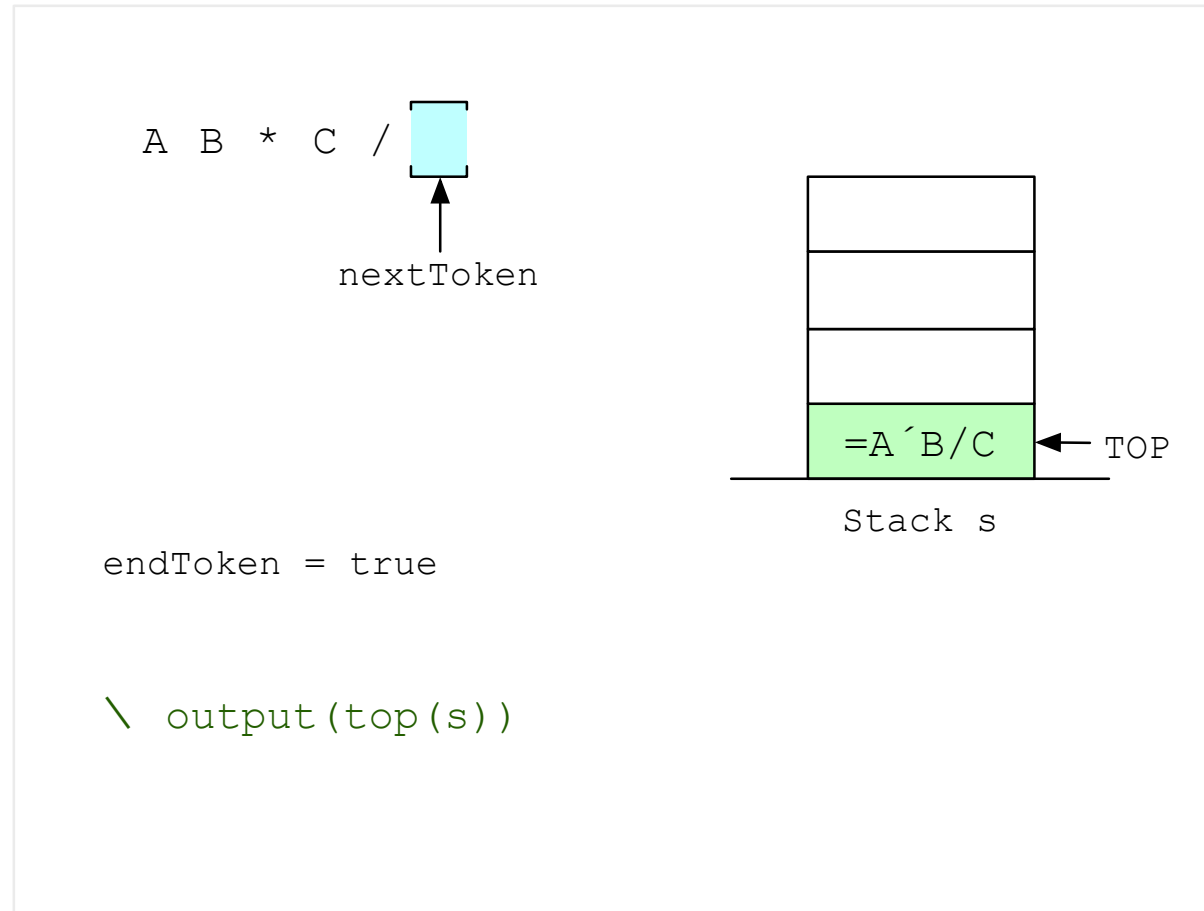 A B * C /
nextToken
=A´B/C
TOP
Stack s
endToken = true
\ output(top(s))